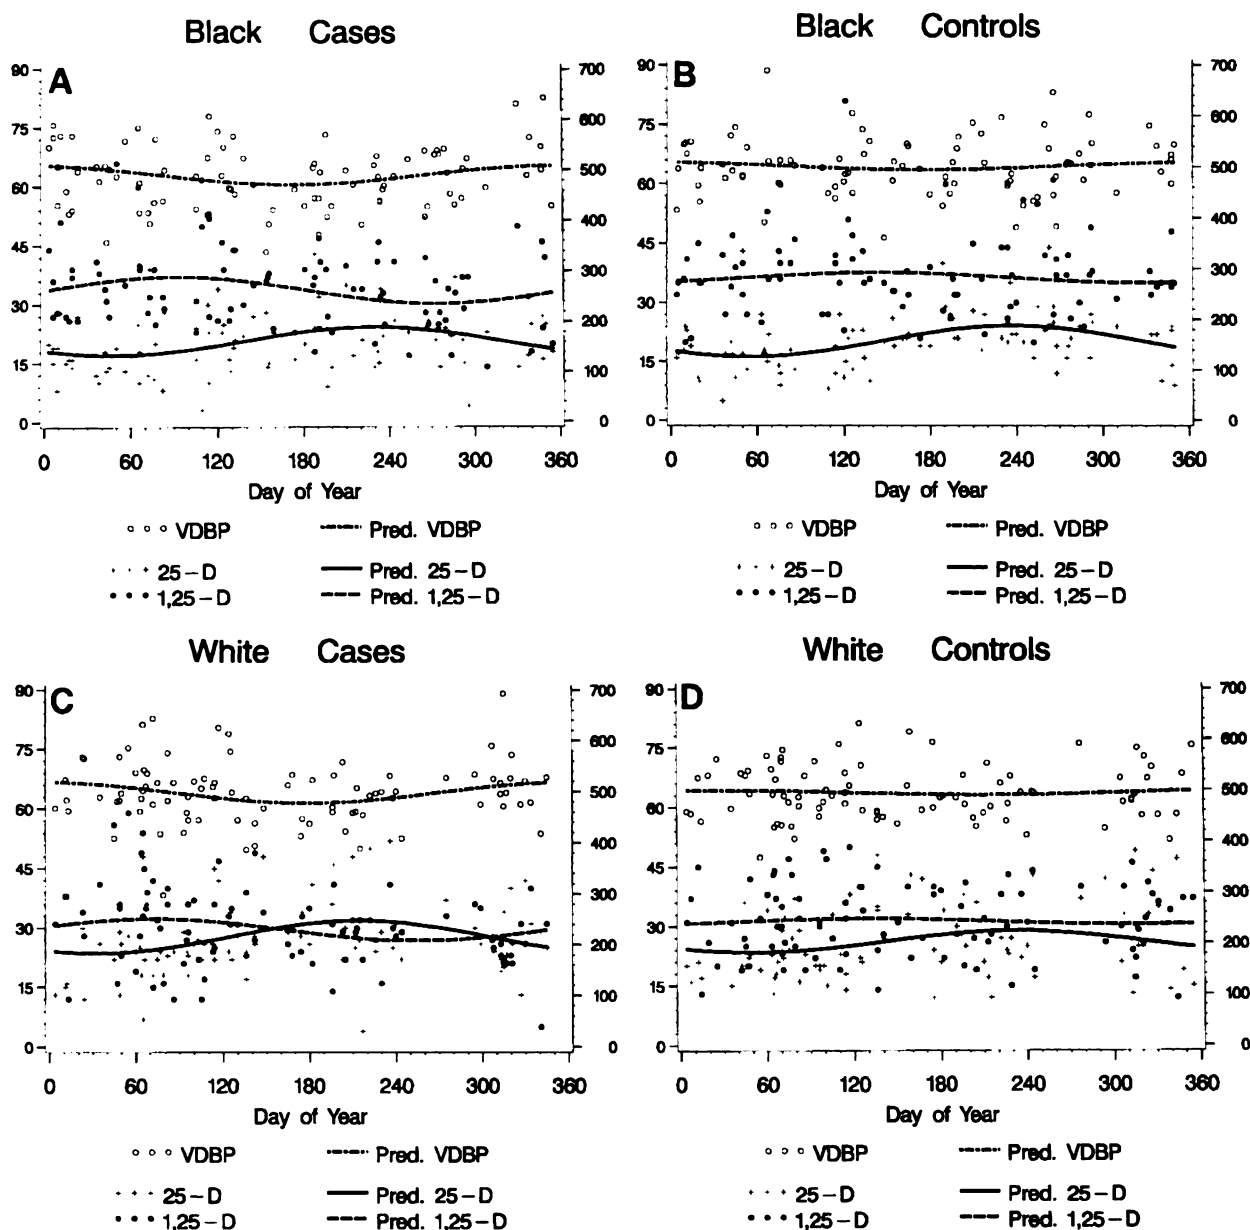 Black Cases
Black Controls
A
90
75
60
45
30
15
0
700
600
500
400
300
200
100
0
0 60 120 180 240 300 360
Day of Year
B
90
75
60
45
30
15
0
700
600
500
400
300
200
100
0
0 60 120 180 240 300 360
Day of Year
VDBP
Pred. VDBP
25-D
Pred. 25-D
1,25-D
Pred. 1,25-D
VDBP
Pred. VDBP
25-D
Pred. 25-D
1,25-D
Pred. 1,25-D
White Cases
White Controls
C
90
75
60
45
30
15
0
700
600
500
400
300
200
100
0
0 60 120 180 240 300 360
Day of Year
D
90
75
60
45
30
15
0
700
600
500
400
300
200
100
0
0 60 120 180 240 300 360
Day of Year
VDBP
Pred. VDBP
25-D
Pred. 25-D
1,25-D
Pred. 1,25-D
VDBP
Pred. VDBP
25-D
Pred. 25-D
1,25-D
Pred. 1,25-D